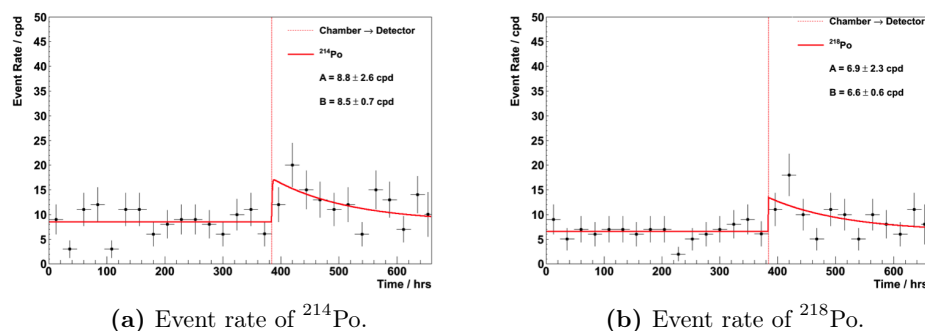 Event Rate / cpd
50
45
40
35
30
25
20
15
10
5
0
Chamber → Detector
²¹⁴Po
A = 8.8 ± 2.6 cpd
B = 8.5 ± 0.7 cpd
0 100 200 300 400 500 600
Time / hrs
(a) Event rate of ²¹⁴Po.
Event Rate / cpd
50
45
40
35
30
25
20
15
10
5
0
Chamber → Detector
²¹⁸Po
A = 6.9 ± 2.3 cpd
B = 6.6 ± 0.6 cpd
0 100 200 300 400 500 600
Time / hrs
(b) Event rate of ²¹⁸Po.